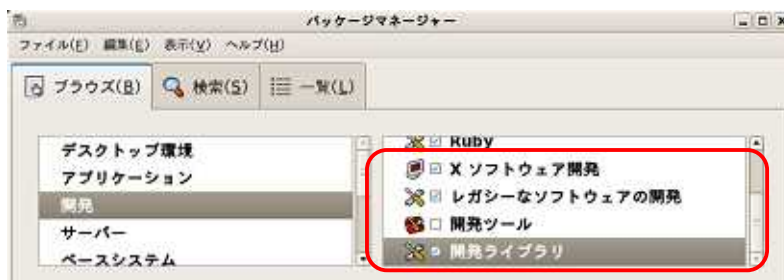 パッケージマネージャー
ファイル(F) 編集(E) 表示(V) ヘルプ(H)
ブラウズ(B) 検索(S) 一覧(L)
デスクトップ環境
アプリケーション
開発
サーバー
ベースシステム
Ruby
X ソフトウェア開発
レガシーなソフトウェアの開発
開発ツール
開発ライブラリ